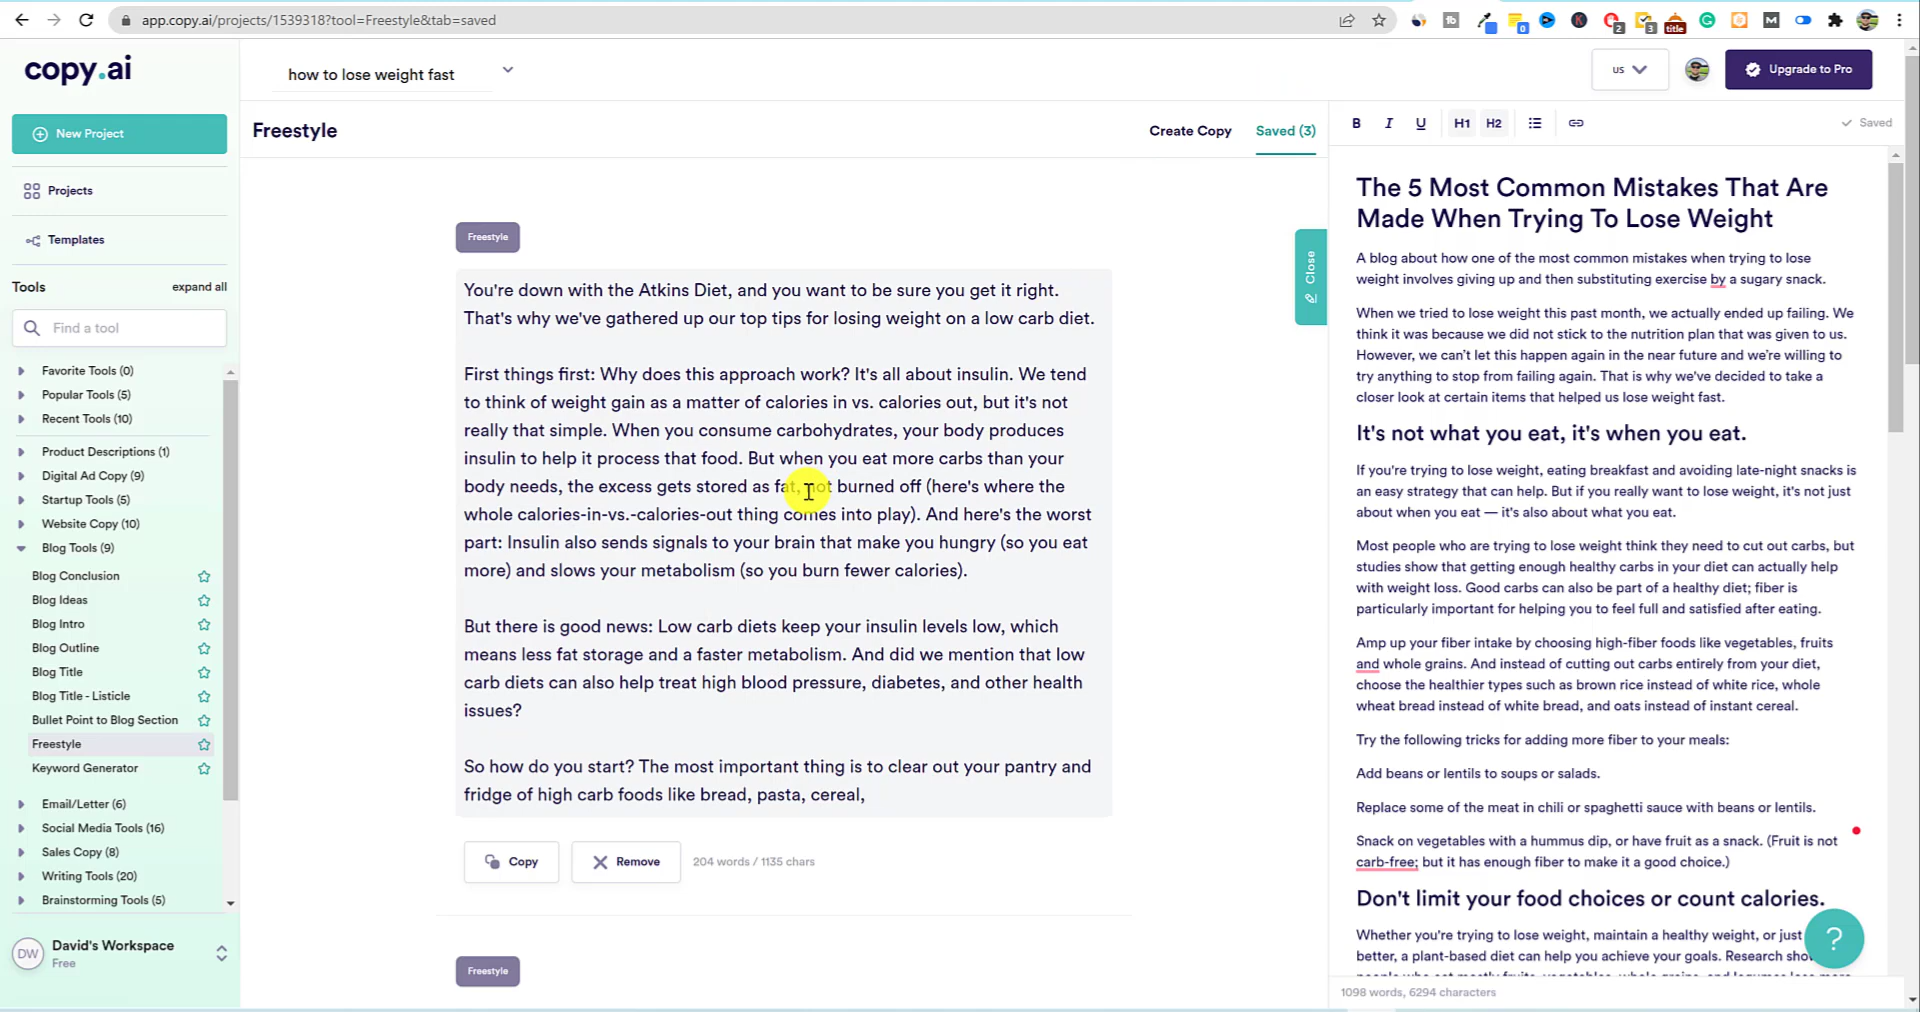 app.copy.ai/projects/1539318?tool=Freestyle&tab=saved
copy.ai
how to lose weight fast
us
Upgrade to Pro
New Project
Projects
Templates
Tools
expand all
Find a tool
Favorite Tools (0)
Popular Tools (5)
Recent Tools (10)
Product Descriptions (1)
Digital Ad Copy (9)
Startup Tools (5)
Website Copy (10)
Blog Tools (9)
Blog Conclusion
Blog Ideas
Blog Intro
Blog Outline
Blog Title
Blog Title - Listicle
Bullet Point to Blog Section
Freestyle
Keyword Generator
Email/Letter (6)
Social Media Tools (16)
Sales Copy (8)
Writing Tools (20)
Brainstorming Tools (5)
DW
David's Workspace
Free
Freestyle
Create Copy
Saved (3)
Freestyle
You're down with the Atkins Diet, and you want to be sure you get it right.
That's why we've gathered up our top tips for losing weight on a low carb diet.
First things first: Why does this approach work? It's all about insulin. We tend
to think of weight gain as a matter of calories in vs. calories out, but it's not
really that simple. When you consume carbohydrates, your body produces
insulin to help it process that food. But when you eat more carbs than your
body needs, the excess gets stored as fat, not burned off (here's where the
whole calories-in-vs.-calories-out thing comes into play). And here's the worst
part: Insulin also sends signals to your brain that make you hungry (so you eat
more) and slows your metabolism (so you burn fewer calories).
But there is good news: Low carb diets keep your insulin levels low, which
means less fat storage and a faster metabolism. And did we mention that low
carb diets can also help treat high blood pressure, diabetes, and other health
issues?
So how do you start? The most important thing is to clear out your pantry and
fridge of high carb foods like bread, pasta, cereal,
Copy
Remove
204 words / 1135 chars
Freestyle
Close
B I U H1 H2
Saved
The 5 Most Common Mistakes That Are
Made When Trying To Lose Weight
A blog about how one of the most common mistakes when trying to lose
weight involves giving up and then substituting exercise by a sugary snack.
When we tried to lose weight this past month, we actually ended up failing. We
think it was because we did not stick to the nutrition plan that was given to us.
However, we can't let this happen again in the near future and we're willing to
try anything to stop from failing again. That is why we've decided to take a
closer look at certain items that helped us lose weight fast.
It's not what you eat, it's when you eat.
If you're trying to lose weight, eating breakfast and avoiding late-night snacks is
an easy strategy that can help. But if you really want to lose weight, it's not just
about when you eat — it's also about what you eat.
Most people who are trying to lose weight think they need to cut out carbs, but
studies show that getting enough healthy carbs in your diet can actually help
with weight loss. Good carbs can also be part of a healthy diet; fiber is
particularly important for helping you to feel full and satisfied after eating.
Amp up your fiber intake by choosing high-fiber foods like vegetables, fruits
and whole grains. And instead of cutting out carbs entirely from your diet,
choose the healthier types such as brown rice instead of white rice, whole
wheat bread instead of white bread, and oats instead of instant cereal.
Try the following tricks for adding more fiber to your meals:
Add beans or lentils to soups or salads.
Replace some of the meat in chili or spaghetti sauce with beans or lentils.
Snack on vegetables with a hummus dip, or have fruit as a snack. (Fruit is not
carb-free; but it has enough fiber to make it a good choice.)
Don't limit your food choices or count calories.
Whether you're trying to lose weight, maintain a healthy weight, or just
better, a plant-based diet can help you achieve your goals. Research
?
1098 words, 6294 characters